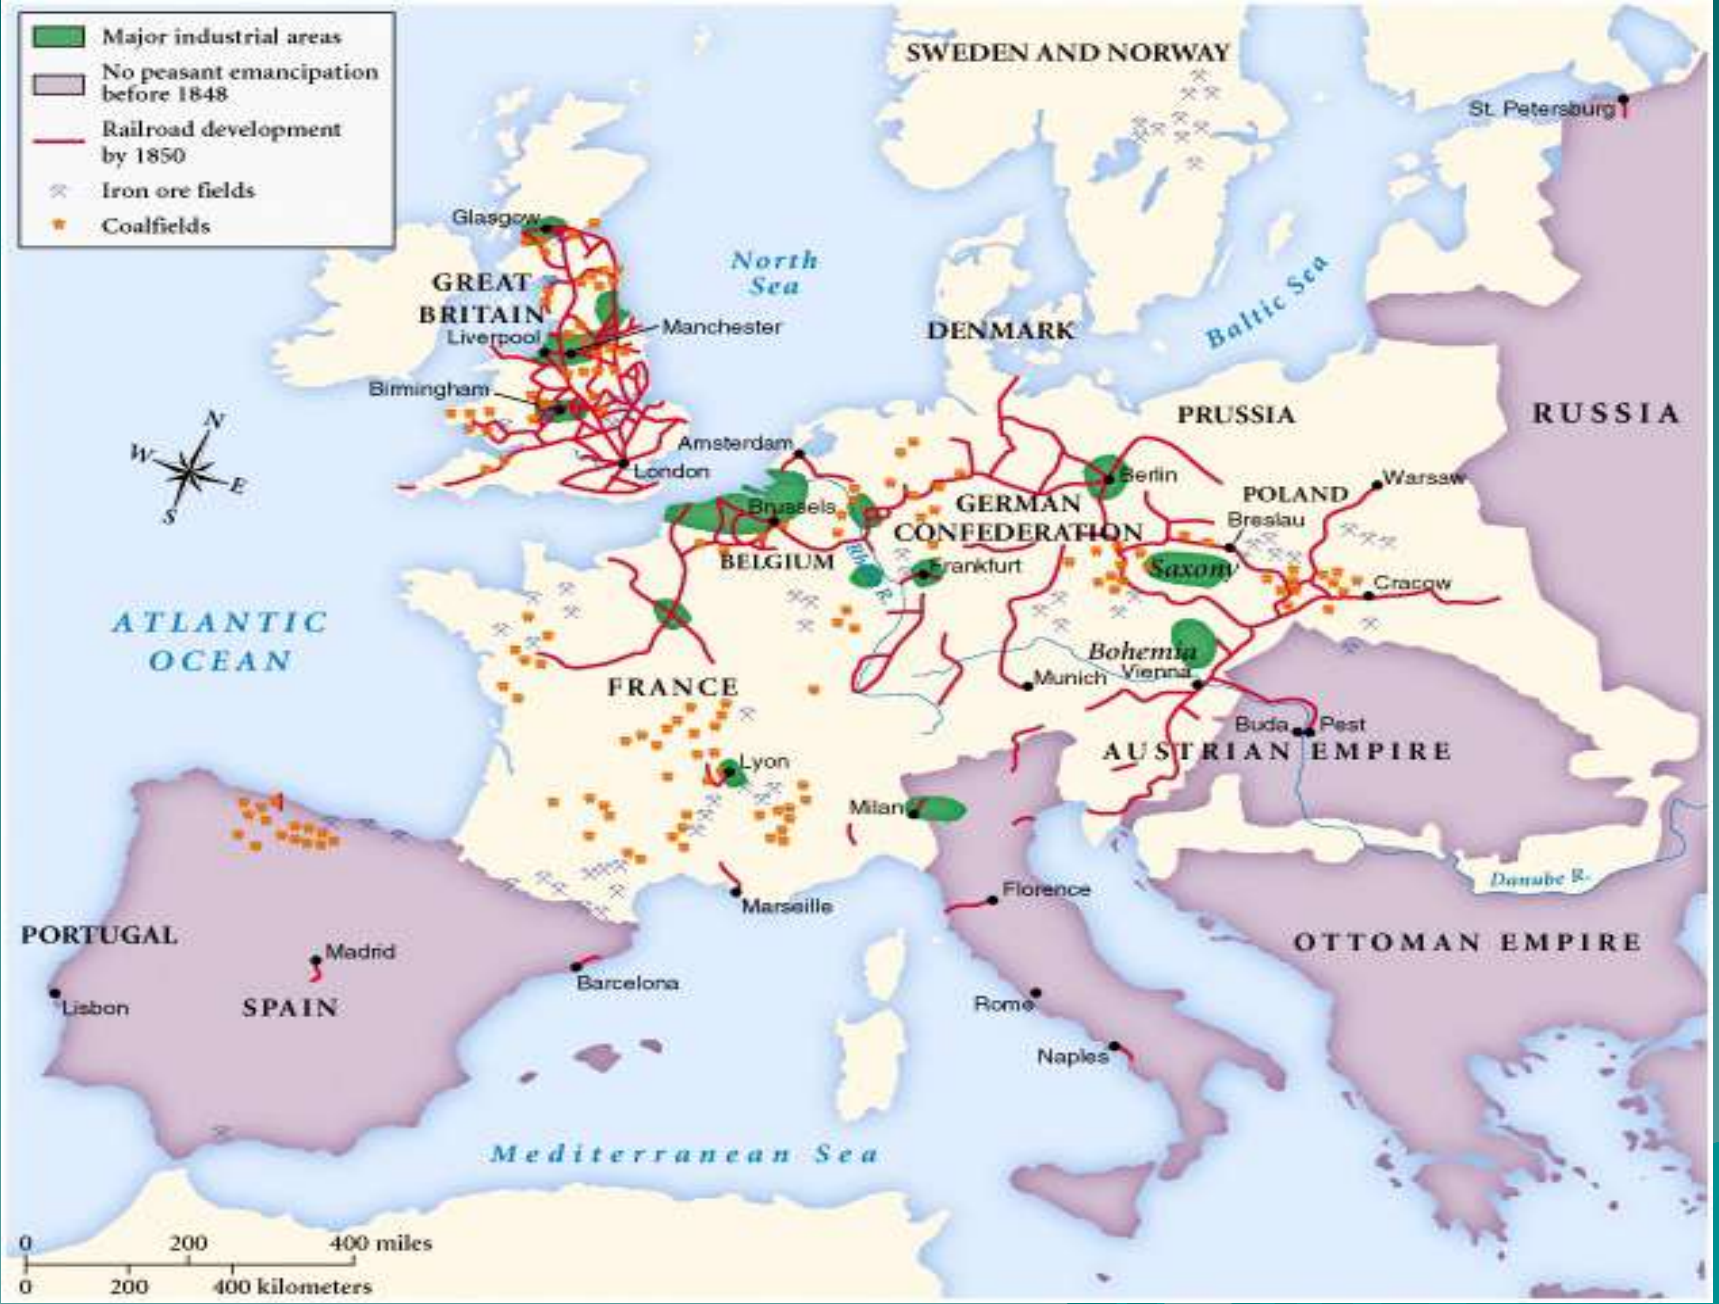 Major industrial areas
No peasant emancipation
before 1848
Railroad development
by 1850
Iron ore fields
Coalfields
SWEDEN AND NORWAY
St. Petersburg
Glasgow
North
Sea
GREAT
BRITAIN
Liverpool
Manchester
DENMARK
Baltic Sea
Birmingham
N
W
E
S
PRUSSIA
RUSSIA
Amsterdam
London
Berlin
Warsaw
POLAND
GERMAN
CONFEDERATION
Brussels
Breslau
BELGIUM
R.
Frankfurt
Saxony
Cracow
ATLANTIC
OCEAN
Bohemia
Vienna
Munich
FRANCE
Buda
Pest
AUSTRIAN EMPIRE
Lyon
Milan
Danube R.
Florence
Marseille
PORTUGAL
OTTOMAN EMPIRE
Madrid
Barcelona
Lisbon
SPAIN
Rome
Naples
Mediterranean Sea
0 200 400 miles
0 200 400 kilometers